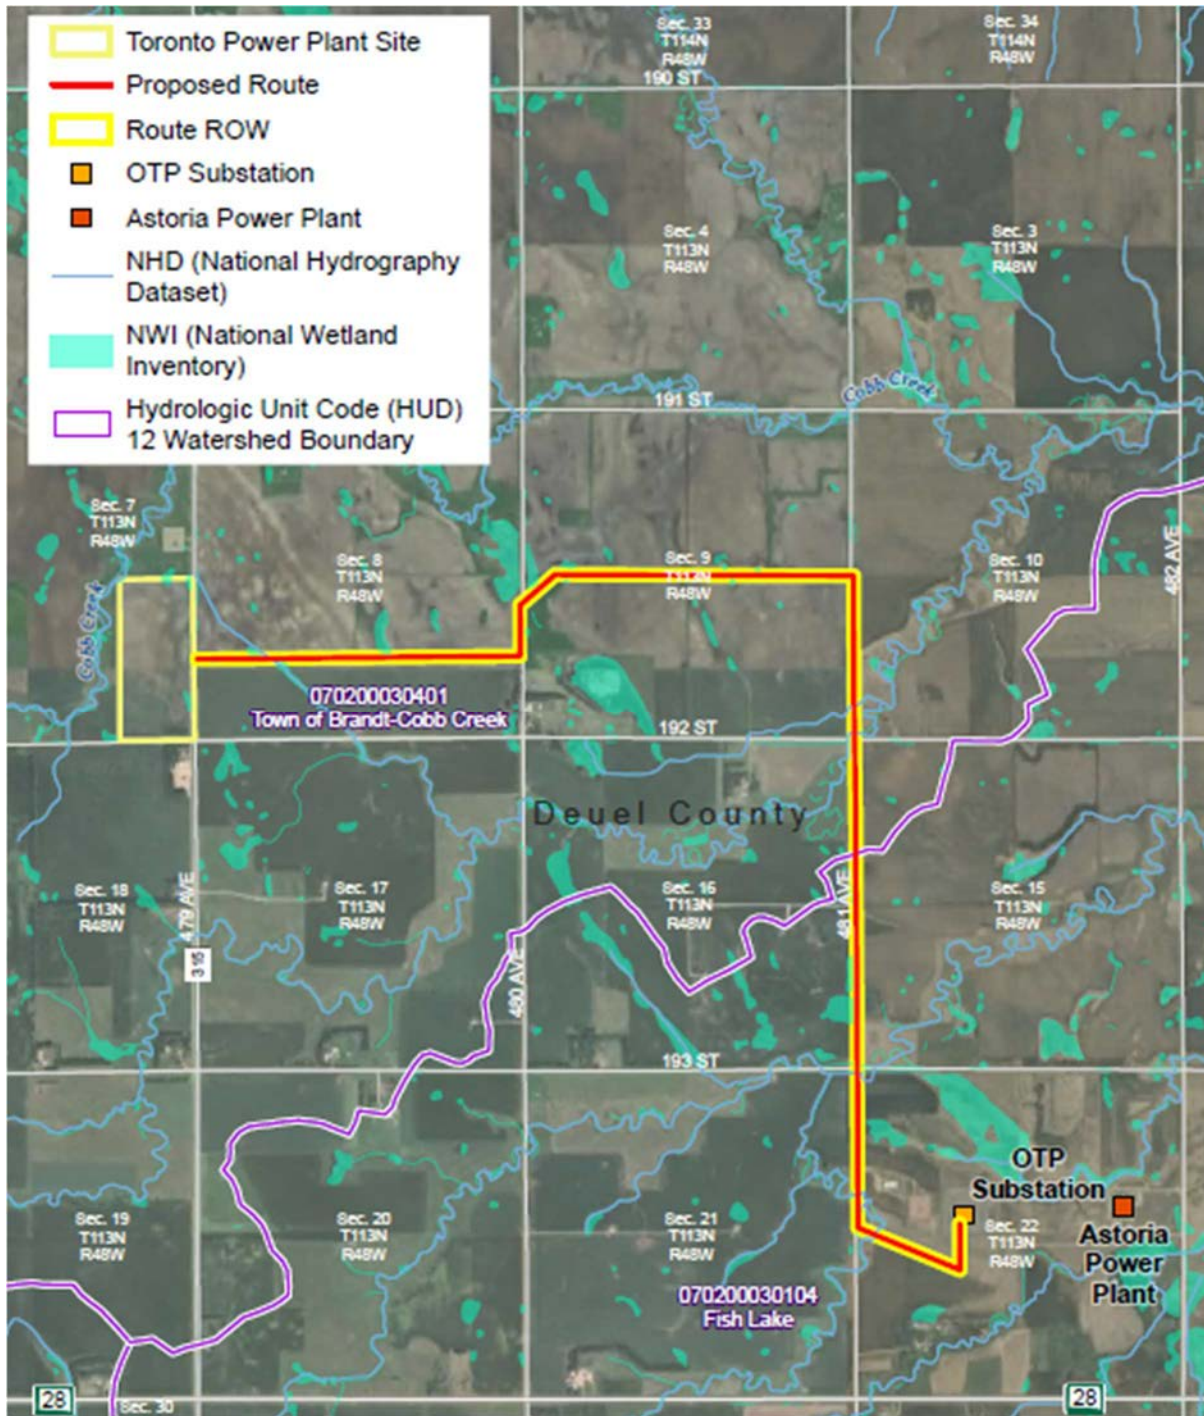 Toronto Power Plant Site
Proposed Route
Route ROW
OTP Substation
Astoria Power Plant
NHD (National Hydrography
Dataset)
NWI (National Wetland
Inventory)
Hydrologic Unit Code (HUD)
12 Watershed Boundary
Sec. 33
T114N
R48W
Sec. 34
T114N
R48W
190 ST
Sec. 4
T113N
R48W
Sec. 3
T113N
R48W
Cobb Creek
191 ST
Sec. 7
T113N
R48W
Sec. 8
T113N
R48W
Sec. 9
T113N
R48W
Sec. 10
T113N
R48W
482 AVE
Cobb Creek
070200030401
Town of Brandt-Cobb Creek
192 ST
Deuel County
Sec. 18
T113N
R48W
479 AVE
Sec. 17
T113N
R48W
Sec. 16
T113N
R48W
481 AVE
Sec. 15
T113N
R48W
315
480 AVE
193 ST
OTP
Substation
Sec. 19
T113N
R48W
Sec. 20
T113N
R48W
Sec. 21
T113N
R48W
Sec. 22
T113N
R48W
Astoria
Power
Plant
070200030104
Fish Lake
28
Sec. 30
28